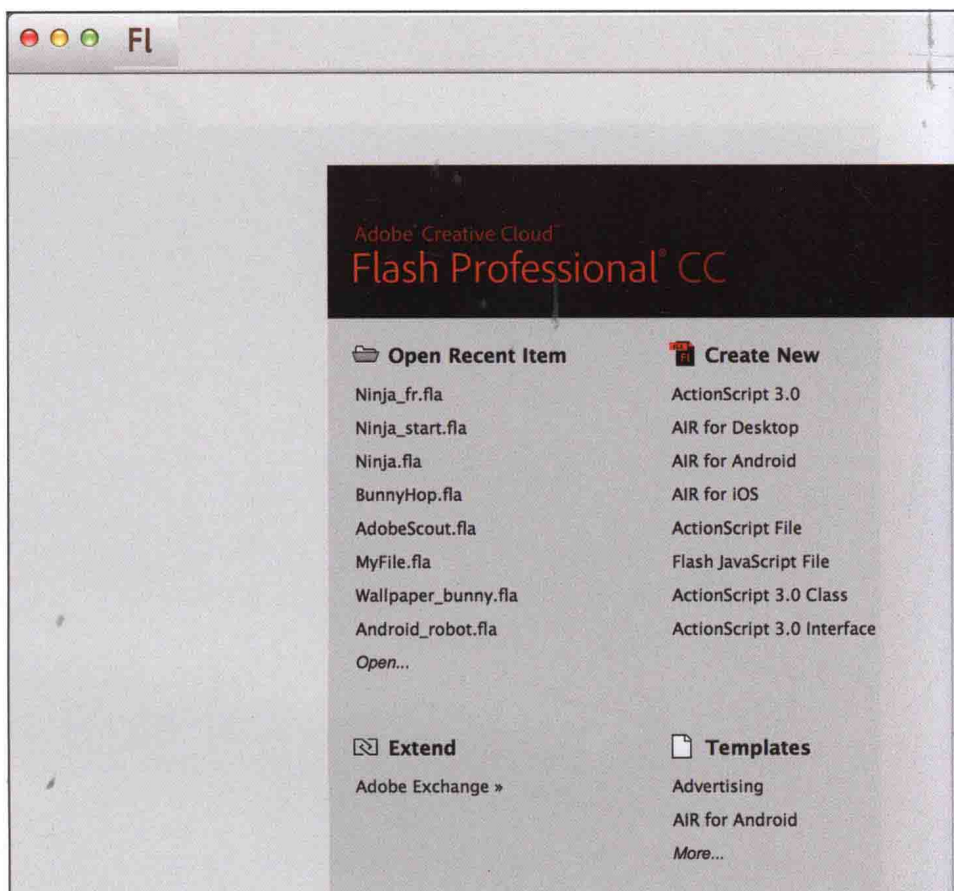 Fl
Adobe® Creative Cloud™
Flash Professional® CC
Open Recent Item
Ninja_fr.fla
Ninja_start.fla
Ninja.fla
BunnyHop.fla
AdobeScout.fla
MyFile.fla
Wallpaper_bunny.fla
Android_robot.fla
Open...
Create New
ActionScript 3.0
AIR for Desktop
AIR for Android
AIR for iOS
ActionScript File
Flash JavaScript File
ActionScript 3.0 Class
ActionScript 3.0 Interface
Extend
Adobe Exchange »
Templates
Advertising
AIR for Android
More...